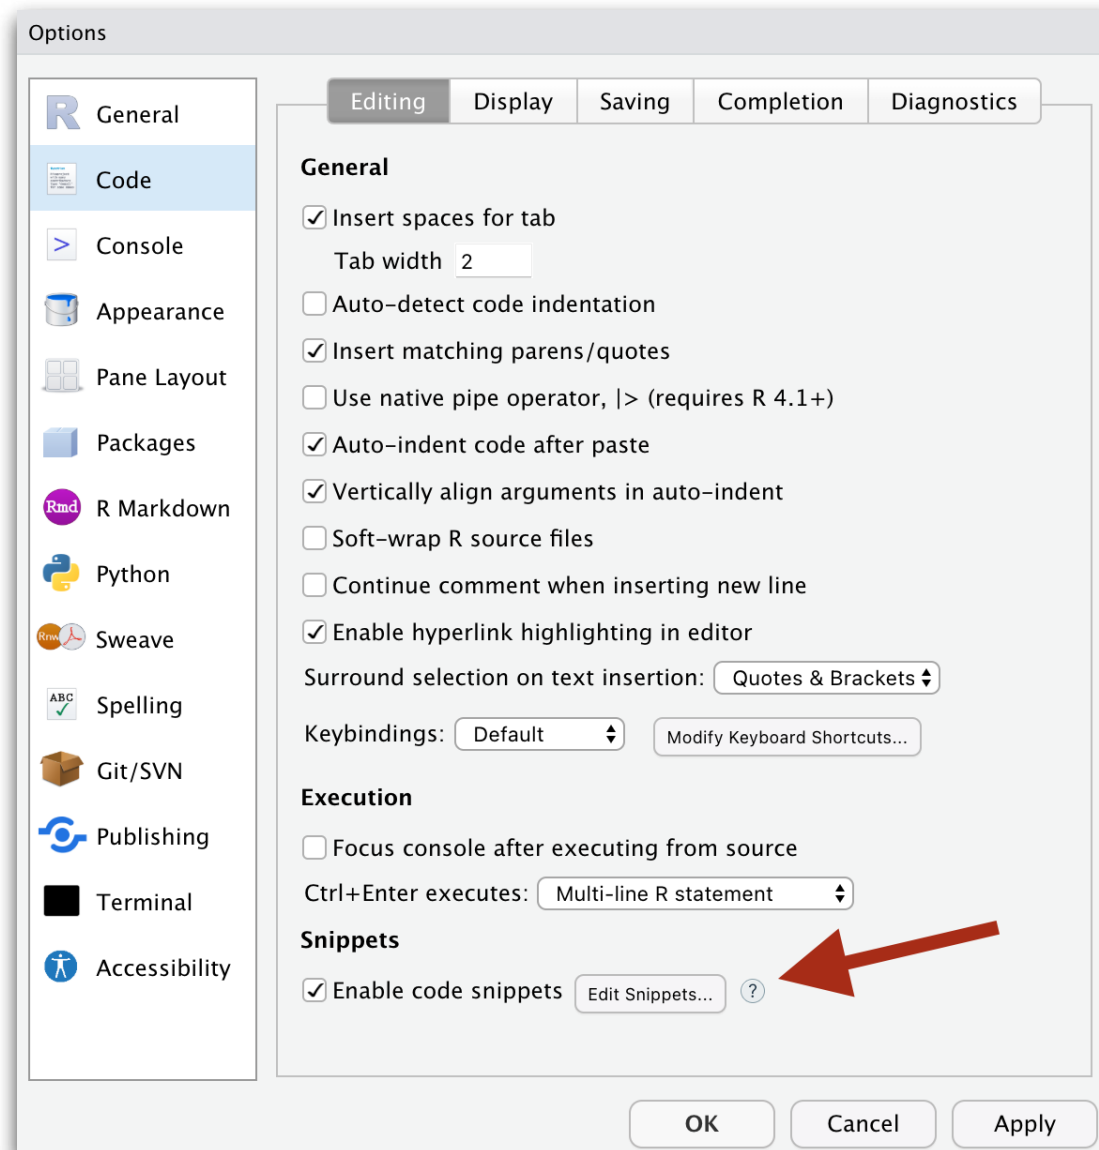 Options
General
Code
Console
Appearance
Pane Layout
Packages
Rmd R Markdown
Python
Rnw Sweave
ABC Spelling
Git/SVN
Publishing
Terminal
Accessibility
Editing Display Saving Completion Diagnostics
General
Insert spaces for tab
Tab width 2
Auto-detect code indentation
Insert matching parens/quotes
Use native pipe operator, |> (requires R 4.1+)
Auto-indent code after paste
Vertically align arguments in auto-indent
Soft-wrap R source files
Continue comment when inserting new line
Enable hyperlink highlighting in editor
Surround selection on text insertion: Quotes & Brackets
Keybindings: Default Modify Keyboard Shortcuts...
Execution
Focus console after executing from source
Ctrl+Enter executes: Multi-line R statement
Snippets
Enable code snippets Edit Snippets... ?
OK Cancel Apply